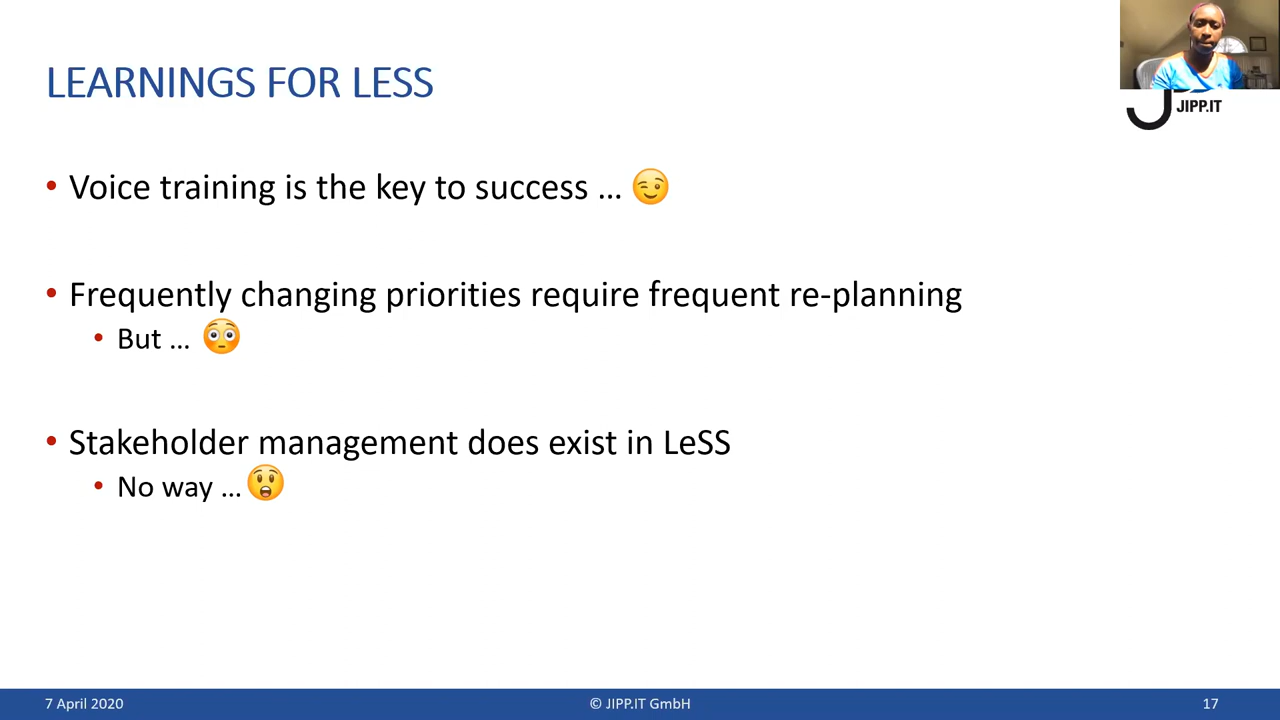 LEARNINGS FOR LESS
JIPP.IT
• Voice training is the key to success ... 😉
• Frequently changing priorities require frequent re-planning
• But ... 😳
• Stakeholder management does exist in LeSS
• No way ... 😲
7 April 2020
© JIPP.IT GmbH
17